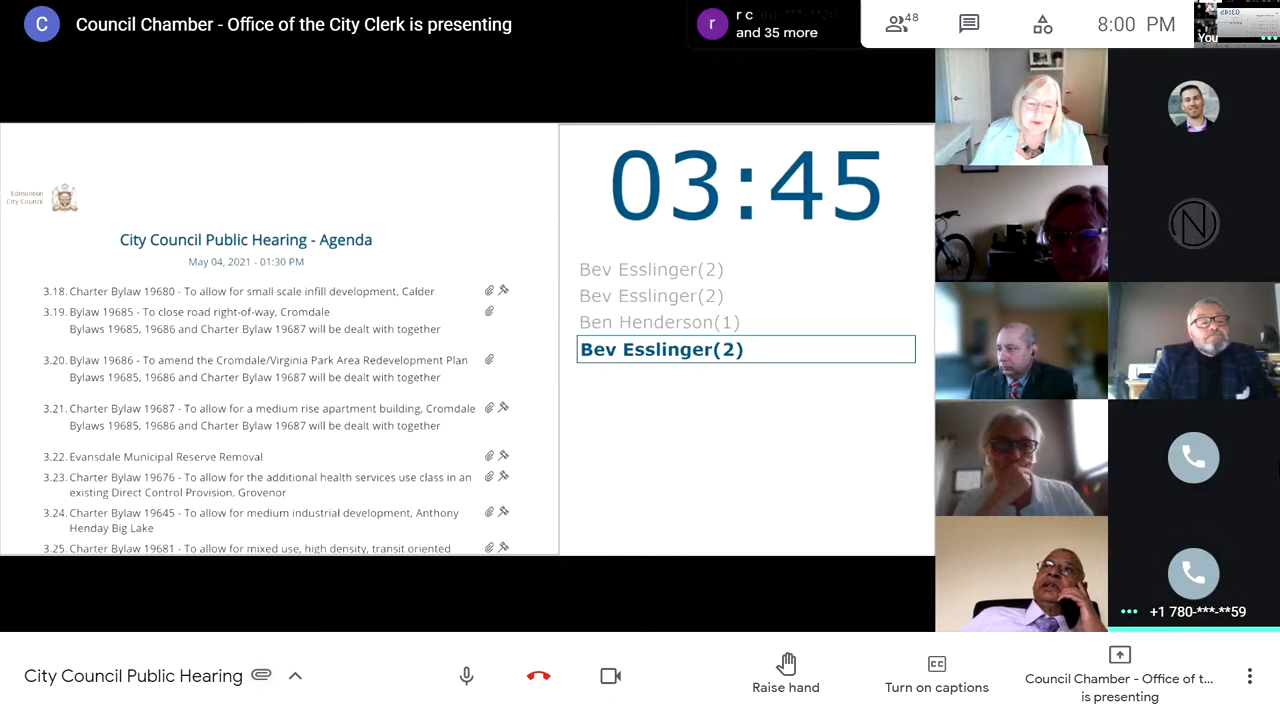 C
Council Chamber - Office of the City Clerk is presenting
r
r c
and 35 more
48
8:00 PM
You
Edmonton
City Council
City Council Public Hearing - Agenda
May 04, 2021 - 01:30 PM
3.18. Charter Bylaw 19680 - To allow for small scale infill development, Calder
3.19. Bylaw 19685 - To close road right-of-way, Cromdale
Bylaws 19685, 19686 and Charter Bylaw 19687 will be dealt with together
3.20. Bylaw 19686 - To amend the Cromdale/Virginia Park Area Redevelopment Plan
Bylaws 19685, 19686 and Charter Bylaw 19687 will be dealt with together
3.21. Charter Bylaw 19687 - To allow for a medium rise apartment building, Cromdale
Bylaws 19685, 19686 and Charter Bylaw 19687 will be dealt with together
3.22. Evansdale Municipal Reserve Removal
3.23. Charter Bylaw 19676 - To allow for the additional health services use class in an
existing Direct Control Provision, Grovenor
3.24. Charter Bylaw 19645 - To allow for medium industrial development, Anthony
Henday Big Lake
3.25. Charter Bylaw 19681 - To allow for mixed use, high density, transit oriented
03:45
Bev Esslinger(2)
Bev Esslinger(2)
Ben Henderson(1)
Bev Esslinger(2)
N
+1 780-***-**59
City Council Public Hearing
Raise hand
CC
Turn on captions
Council Chamber - Office of t...
is presenting